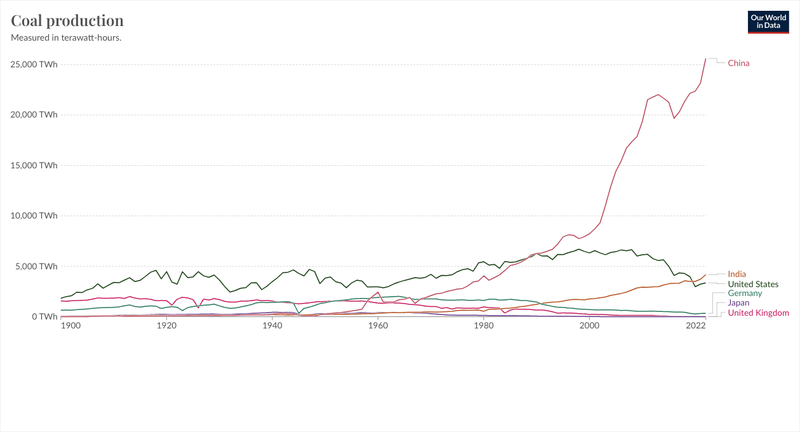 Coal production
Measured in terawatt-hours.
Our World
in Data
25,000 TWh
20,000 TWh
15,000 TWh
10,000 TWh
5,000 TWh
0 TWh
1900
1920
1940
1960
1980
2000
2022
China
India
United States
Germany
Japan
United Kingdom